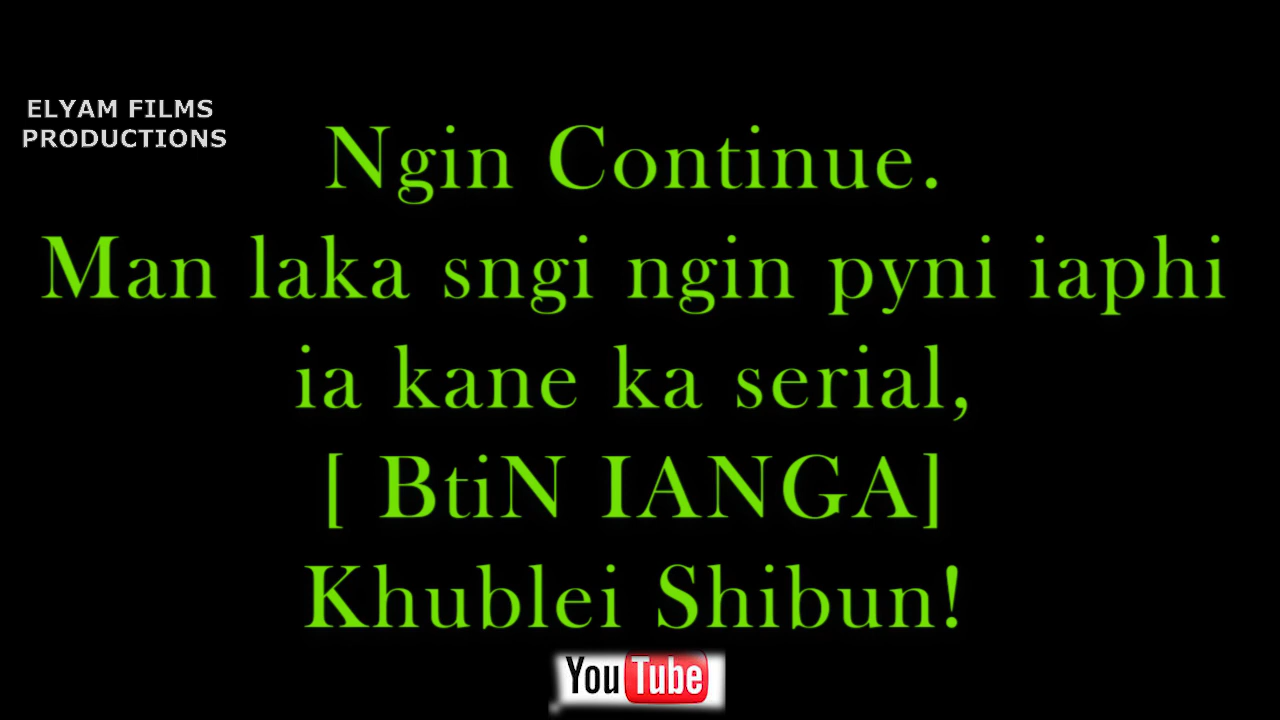 ELYAM FILMS
PRODUCTIONS
Ngin Continue.
Man laka sngi ngin pyni iaphi
ia kane ka serial,
[ BtiN IANGA]
Khublei Shibun!
YouTube